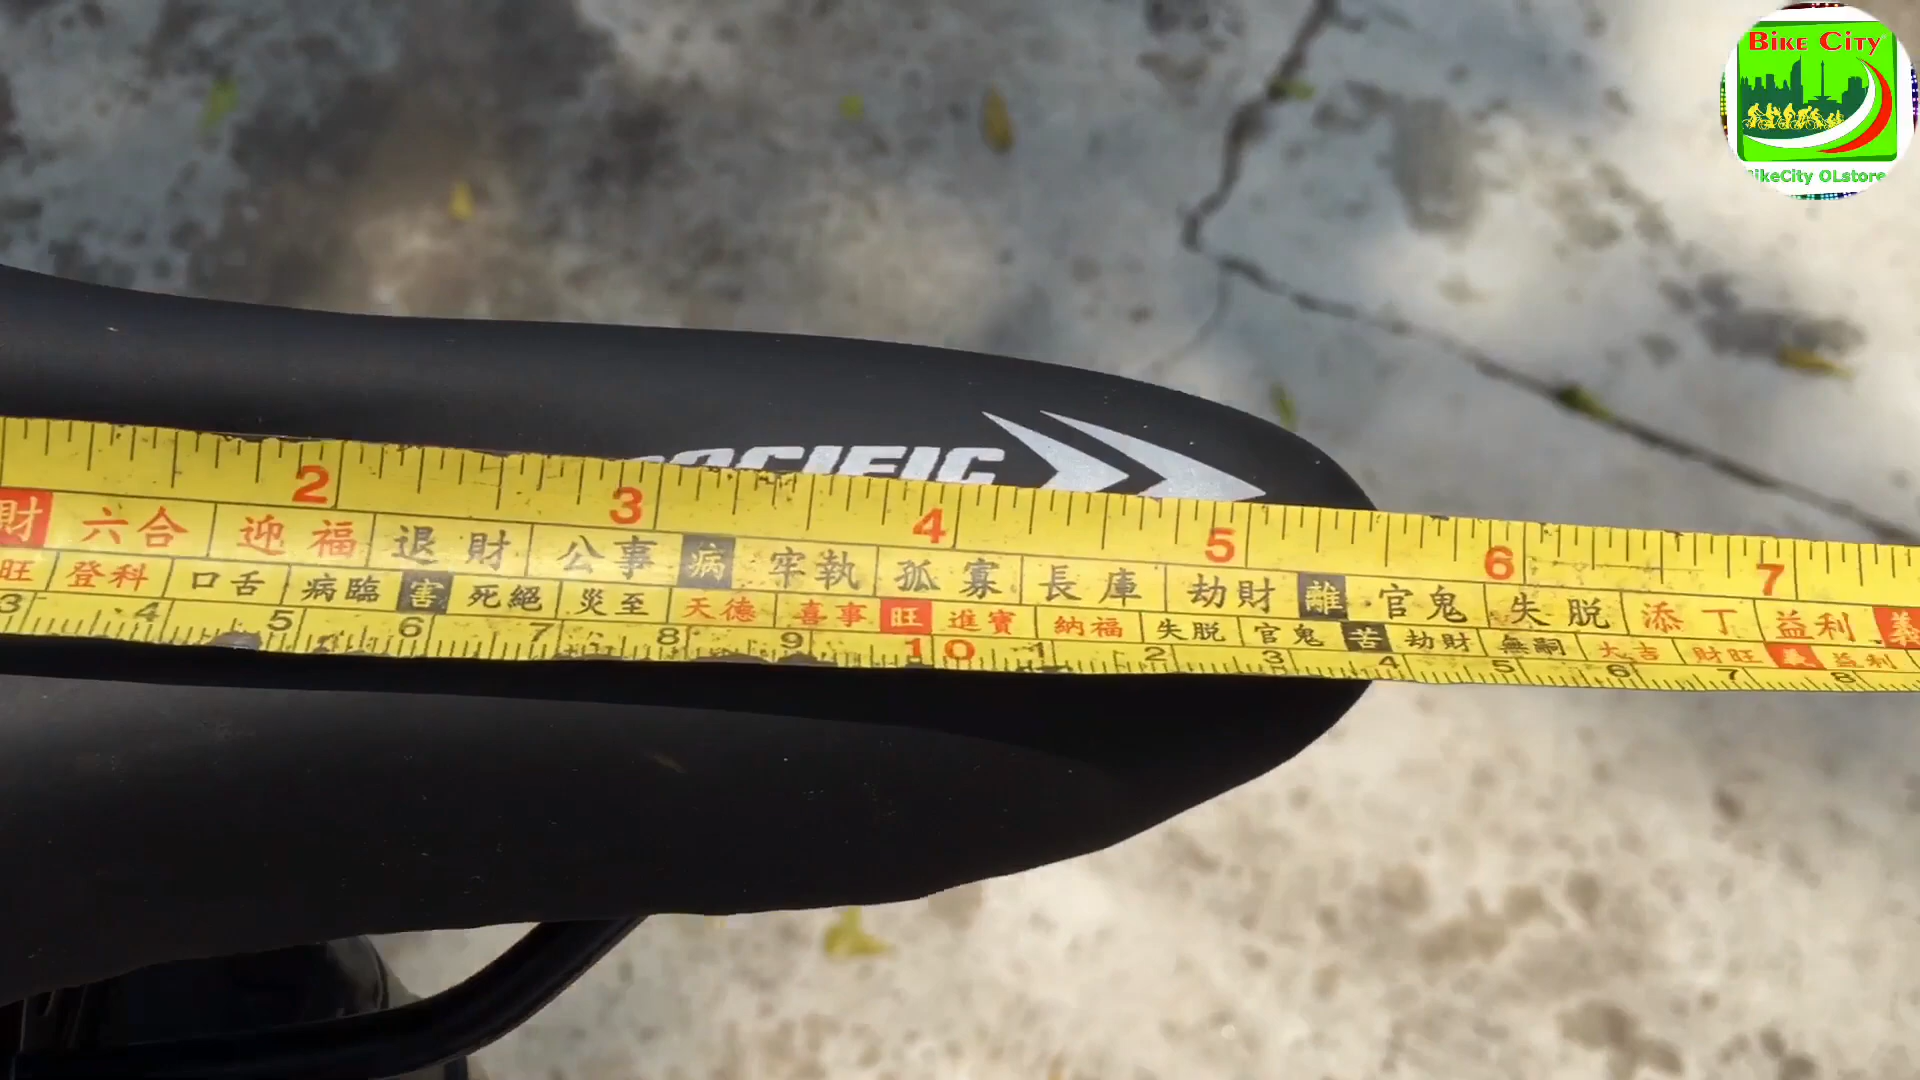 BIKE CITY
BikeCity OLstore
PACIFIC
2 3 4 5 6 7
財 六合 迎福 退財 公事 病 牢執 孤寡 長庫 劫財 離 官鬼 失脱 添丁 益利 義
旺 登科 口舌 病臨 害 死絕 災至 天德 喜事 旺 進寶 納福 失脱 官鬼 苦 劫財 無嗣 大吉 財旺 益利
3 4 5 6 7 8 9 10 1 2 3 4 5 6 7 8